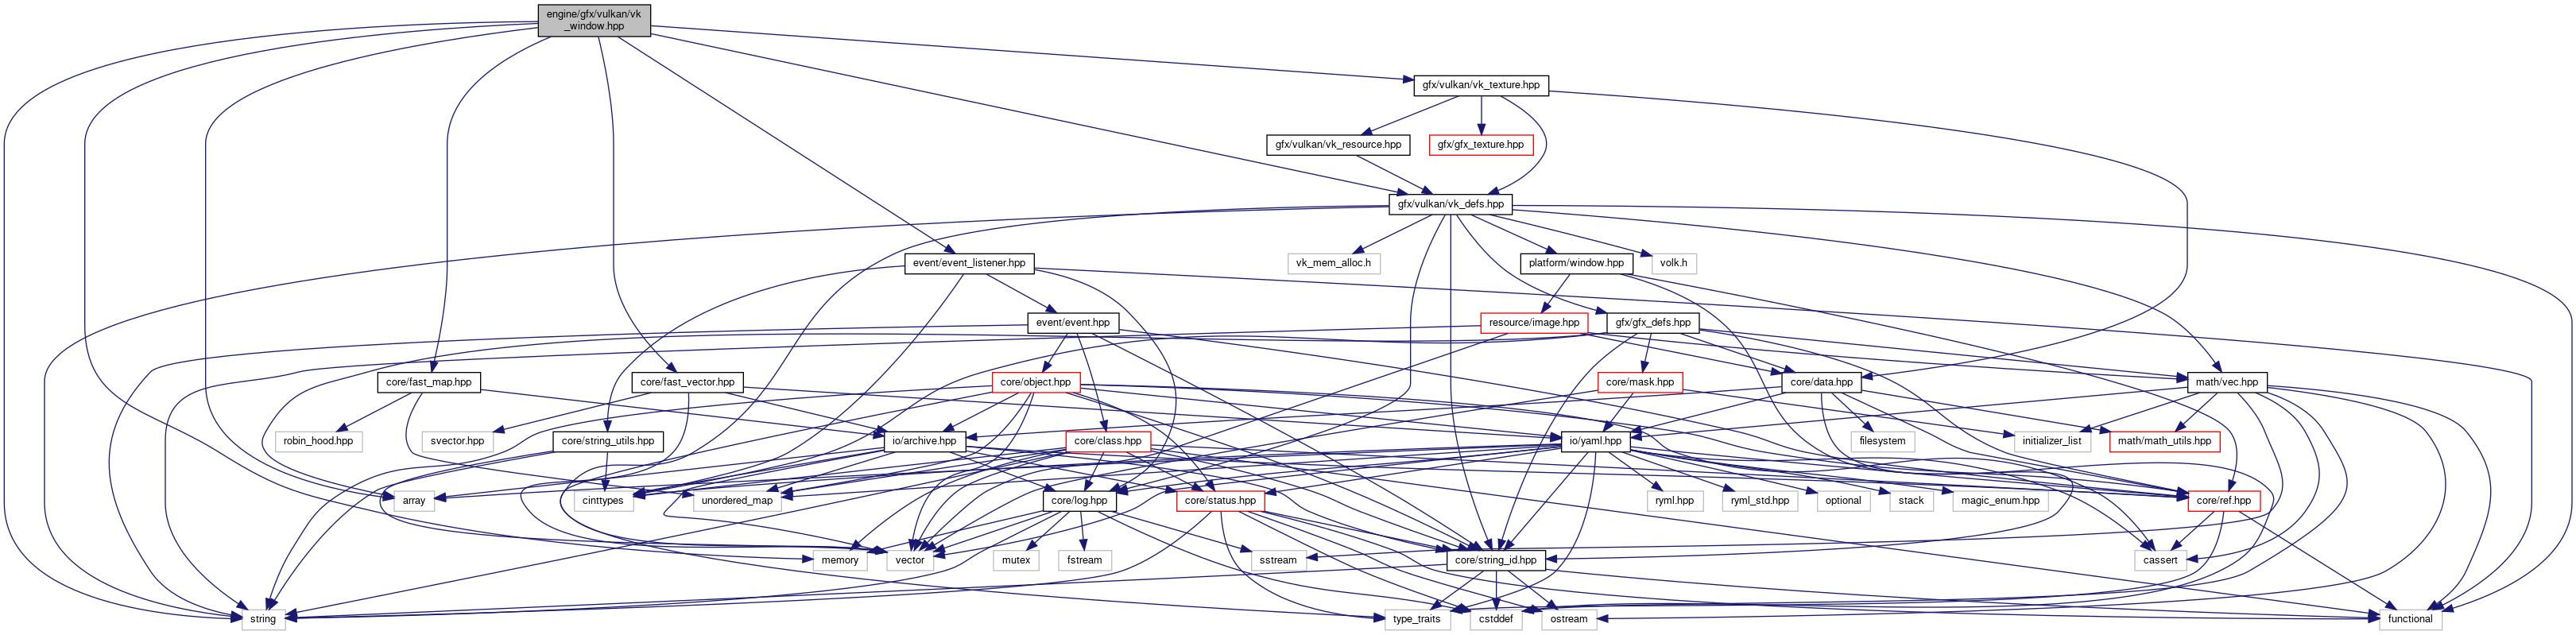 engine/gfx/vulkan/vk
_window.hpp
gfx/vulkan/vk_texture.hpp
gfx/vulkan/vk_resource.hpp
gfx/gfx_texture.hpp
gfx/vulkan/vk_defs.hpp
event/event_listener.hpp
vk_mem_alloc.h
platform/window.hpp
volk.h
event/event.hpp
resource/image.hpp
gfx/gfx_defs.hpp
core/fast_map.hpp
core/fast_vector.hpp
core/object.hpp
core/mask.hpp
core/data.hpp
math/vec.hpp
robin_hood.hpp
svector.hpp
core/string_utils.hpp
io/archive.hpp
core/class.hpp
io/yaml.hpp
filesystem
initializer_list
math/math_utils.hpp
array
cinttypes
unordered_map
core/log.hpp
core/status.hpp
ryml.hpp
ryml_std.hpp
optional
stack
magic_enum.hpp
core/ref.hpp
memory
vector
mutex
fstream
sstream
core/string_id.hpp
cassert
string
type_traits
cstddef
ostream
functional